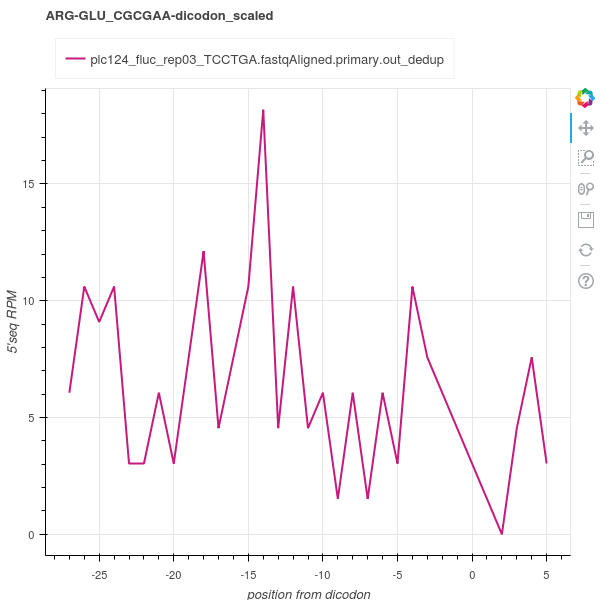 ARG-GLU_CGCGAA-dicodon_scaled
plc124_fluc_rep03_TCCTGA.fastqAligned.primary.out_dedup
15
10
5
0
5'seq RPM
-25
-20
-15
-10
-5
0
5
position from dicodon